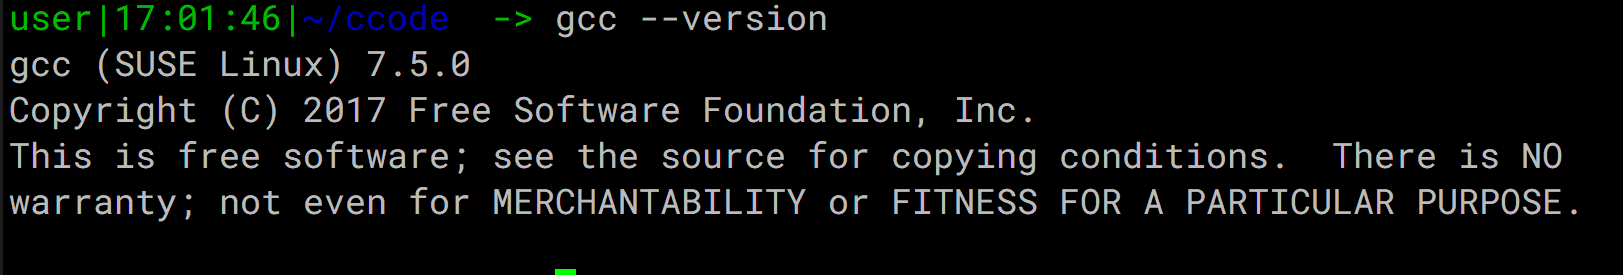 user|17:01:46|~/ccode  -> gcc --version
gcc (SUSE Linux) 7.5.0
Copyright (C) 2017 Free Software Foundation, Inc.
This is free software; see the source for copying conditions.  There is NO
warranty; not even for MERCHANTABILITY or FITNESS FOR A PARTICULAR PURPOSE.